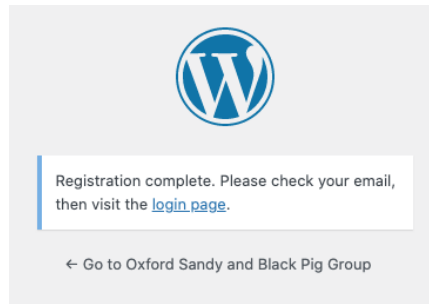 Registration complete. Please check your email,
then visit the login page.
← Go to Oxford Sandy and Black Pig Group